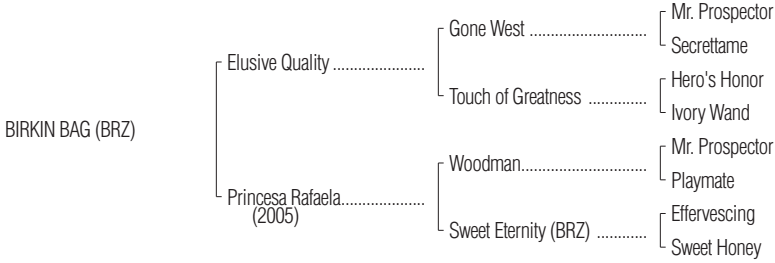 Mr. Prospector
Gone West
Secrettame
Elusive Quality
Hero's Honor
Touch of Greatness
Ivory Wand
BIRKIN BAG (BRZ)
Mr. Prospector
Woodman
Playmate
Princesa Rafaela
(2005)
Effervescing
Sweet Eternity (BRZ)
Sweet Honey